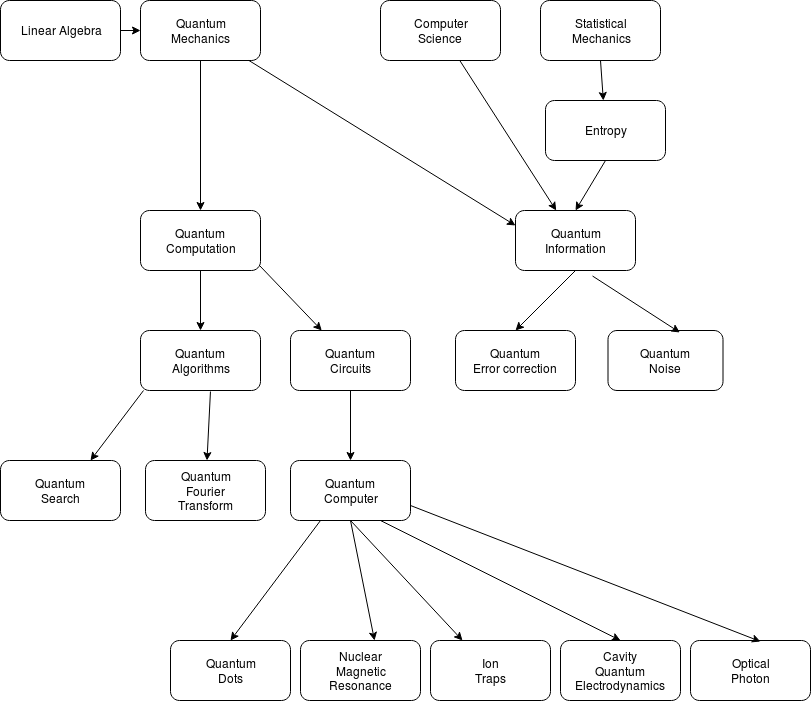 Linear Algebra
Quantum
Mechanics
Computer
Science
Statistical
Mechanics
Entropy
Quantum
Computation
Quantum
Information
Quantum
Algorithms
Quantum
Circuits
Quantum
Error correction
Quantum
Noise
Quantum
Search
Quantum
Fourier
Transform
Quantum
Computer
Quantum
Dots
Nuclear
Magnetic
Resonance
Ion
Traps
Cavity
Quantum
Electrodynamics
Optical
Photon